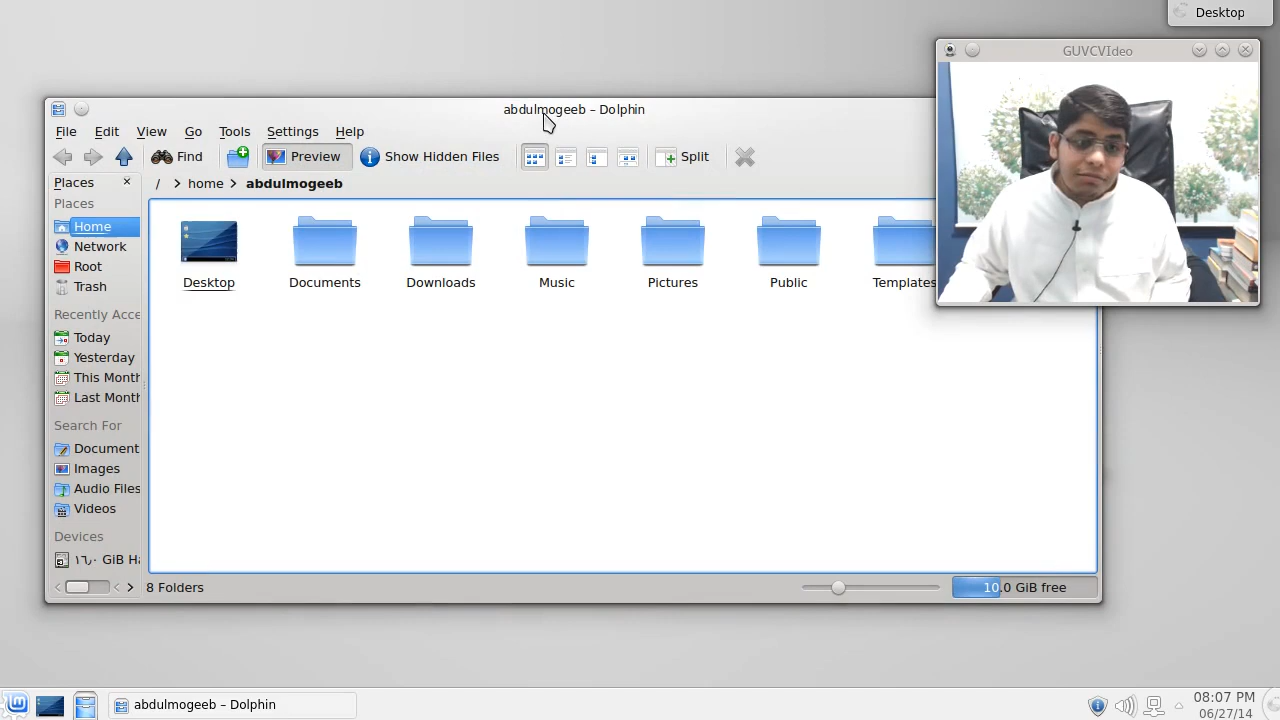 Desktop
GUVCVIdeo
abdulmogeeb – Dolphin
File Edit View Go Tools Settings Help
Find Preview Show Hidden Files Split
Places / home abdulmogeeb
Places
Home
Network
Root
Trash
Desktop Documents Downloads Music Pictures Public Templates
Recently Acce
Today
Yesterday
This Month
Last Month
Search For
Document
Images
Audio Files
Videos
Devices
١٦٫٠ GiB Ha
8 Folders 10.0 GiB free
abdulmogeeb – Dolphin
08:07 PM
06/27/14